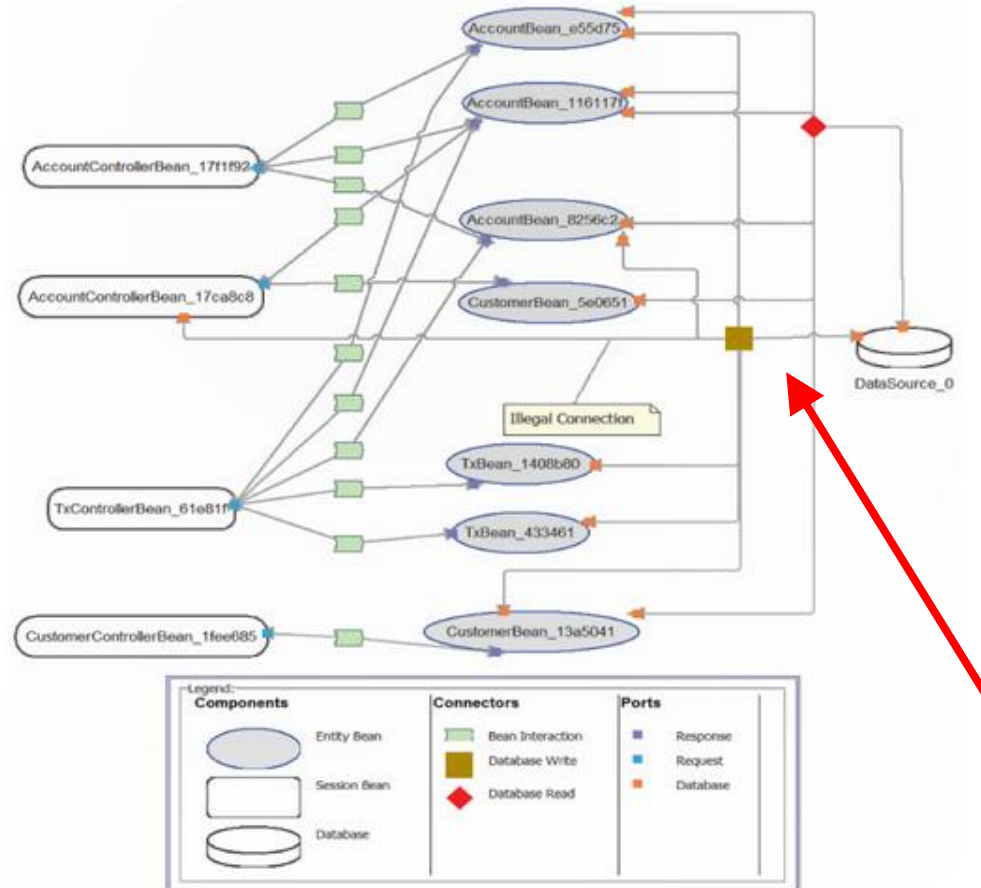 AccountBean_e55d75
AccountBean_116117f
AccountControllerBean_17f1f92
AccountBean_8256c2
AccountControllerBean_17ca8c8
CustomerBean_5e0651
DataSource_0
Illegal Connection
TxBean_1408b80
TxControllerBean_61e81f
TxBean_433461
CustomerControllerBean_1fee685
CustomerBean_13a5041
Legend:
Components
Connectors
Ports
Entity Bean
Bean Interaction
Response
Database Write
Request
Session Bean
Database Read
Database
Database